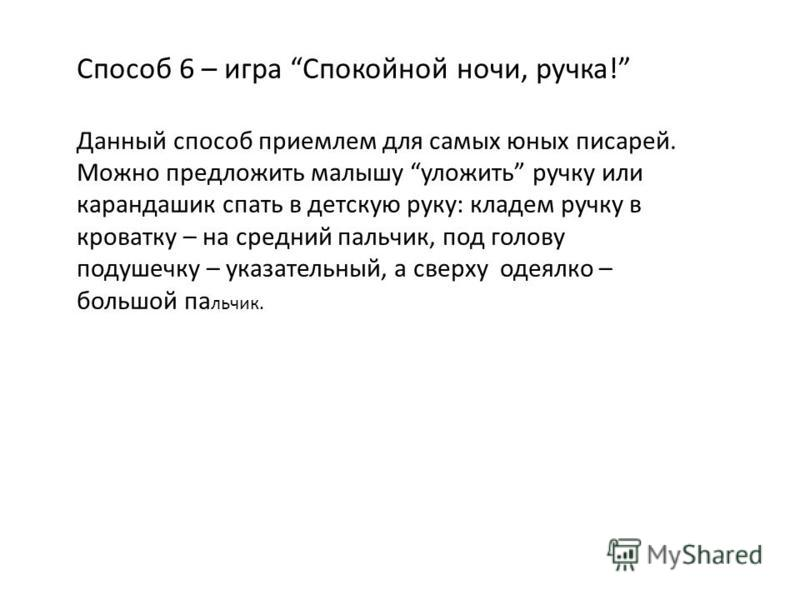 Способ 6 – игра “Спокойной ночи, ручка!”
Данный способ приемлем для самых юных писарей.
Можно предложить малышу “уложить” ручку или
карандашик спать в детскую руку: кладем ручку в
кроватку – на средний пальчик, под голову
подушечку – указательный, а сверху  одеялко –
большой пальчик.
MyShared